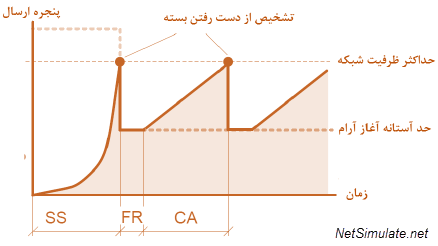 پنجره ارسال
تشخیص از دست رفتن بسته
حداکثر ظرفیت شبکه
حد آستانه آغاز آرام
زمان
SS FR CA
NetSimulate.net